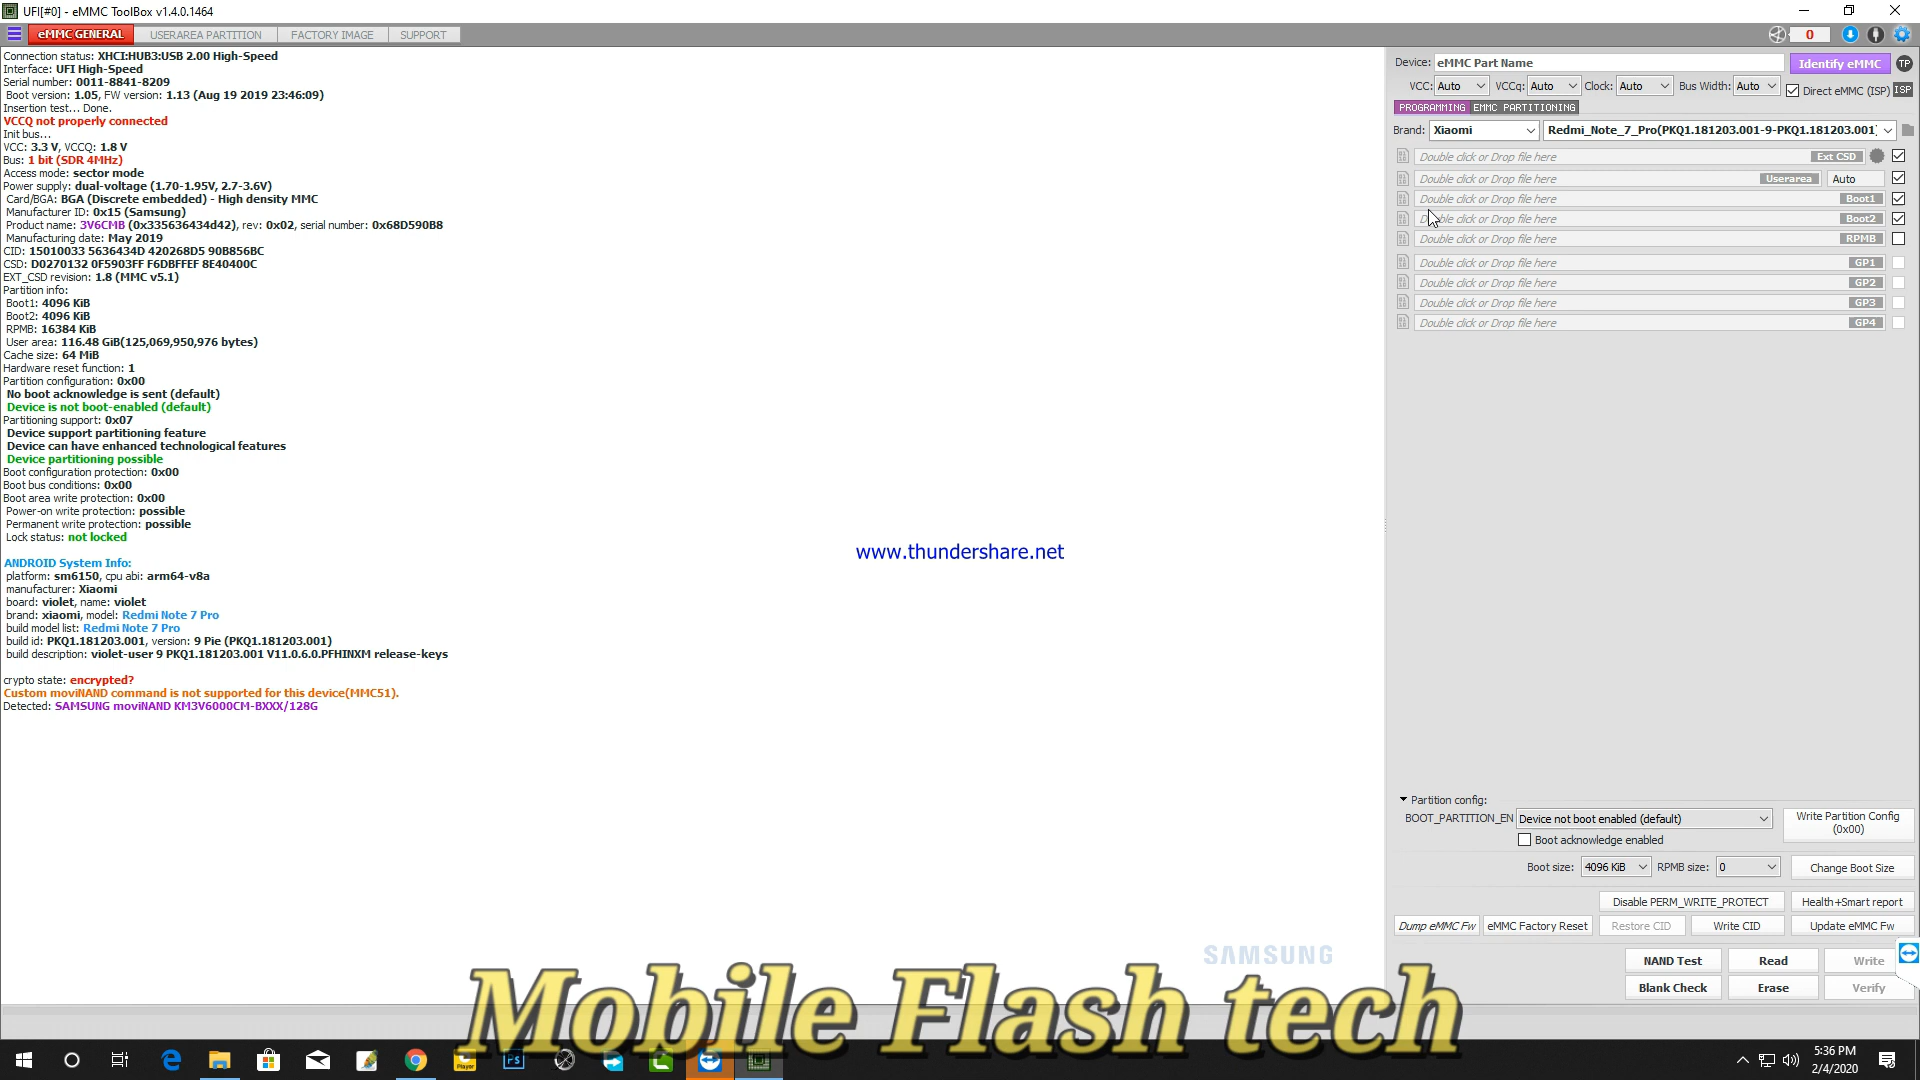 UFI[#0] - eMMC ToolBox v1.4.0.1464
eMMC GENERAL USERAREA PARTITION FACTORY IMAGE SUPPORT 0
Connection status: XHCI:HUB3:USB 2.00 High-Speed
Interface: UFI High-Speed
Serial number: 0011-8841-8209
Boot version: 1.05, FW version: 1.13 (Aug 19 2019 23:46:09)
Insertion test... Done.
VCCQ not properly connected
Init bus...
VCC: 3.3 V, VCCQ: 1.8 V
Bus: 1 bit (SDR 4MHz)
Access mode: sector mode
Power supply: dual-voltage (1.70-1.95V, 2.7-3.6V)
Card/BGA: BGA (Discrete embedded) - High density MMC
Manufacturer ID: 0x15 (Samsung)
Product name: 3V6CMB (0x335636434d42), rev: 0x02, serial number: 0x68D590B8
Manufacturing date: May 2019
CID: 15010033 5636434D 420268D5 90B856BC
CSD: D0270132 0F5903FF F6DBFFEF 8E40400C
EXT_CSD revision: 1.8 (MMC v5.1)
Partition info:
Boot1: 4096 KiB
Boot2: 4096 KiB
RPMB: 16384 KiB
User area: 116.48 GiB(125,069,950,976 bytes)
Cache size: 64 MiB
Hardware reset function: 1
Partition configuration: 0x00
No boot acknowledge is sent (default)
Device is not boot-enabled (default)
Partitioning support: 0x07
Device support partitioning feature
Device can have enhanced technological features
Device partitioning possible
Boot configuration protection: 0x00
Boot bus conditions: 0x00
Boot area write protection: 0x00
Power-on write protection: possible
Permanent write protection: possible
Lock status: not locked
ANDROID System Info:
platform: sm6150, cpu abi: arm64-v8a
manufacturer: Xiaomi
board: violet, name: violet
brand: xiaomi, model: Redmi Note 7 Pro
build model list: Redmi Note 7 Pro
build id: PKQ1.181203.001, version: 9 Pie (PKQ1.181203.001)
build description: violet-user 9 PKQ1.181203.001 V11.0.6.0.PFHINXM release-keys
crypto state: encrypted?
Custom moviNAND command is not supported for this device(MMC51).
Detected: SAMSUNG moviNAND KM3V6000CM-BXXX/128G
www.thundershare.net
SAMSUNG
Device: eMMC Part Name Identify eMMC TP
VCC: Auto VCCq: Auto Clock: Auto Bus Width: Auto Direct eMMC (ISP) ISP
PROGRAMMING EMMC PARTITIONING
Brand: Xiaomi Redmi_Note_7_Pro(PKQ1.181203.001-9-PKQ1.181203.001)
Double click or Drop file here Ext CSD
Double click or Drop file here Userarea Auto
Double click or Drop file here Boot1
Double click or Drop file here Boot2
Double click or Drop file here RPMB
Double click or Drop file here GP1
Double click or Drop file here GP2
Double click or Drop file here GP3
Double click or Drop file here GP4
Partition config:
BOOT_PARTITION_EN Device not boot enabled (default) Write Partition Config
(0x00)
Boot acknowledge enabled
Boot size: 4096 KiB RPMB size: 0 Change Boot Size
Disable PERM_WRITE_PROTECT Health+Smart report
Dump eMMC Fw eMMC Factory Reset Restore CID Write CID Update eMMC Fw
NAND Test Read Write
Blank Check Erase Verify
Mobile Flash tech
Player
PS
5:36 PM
2/4/2020